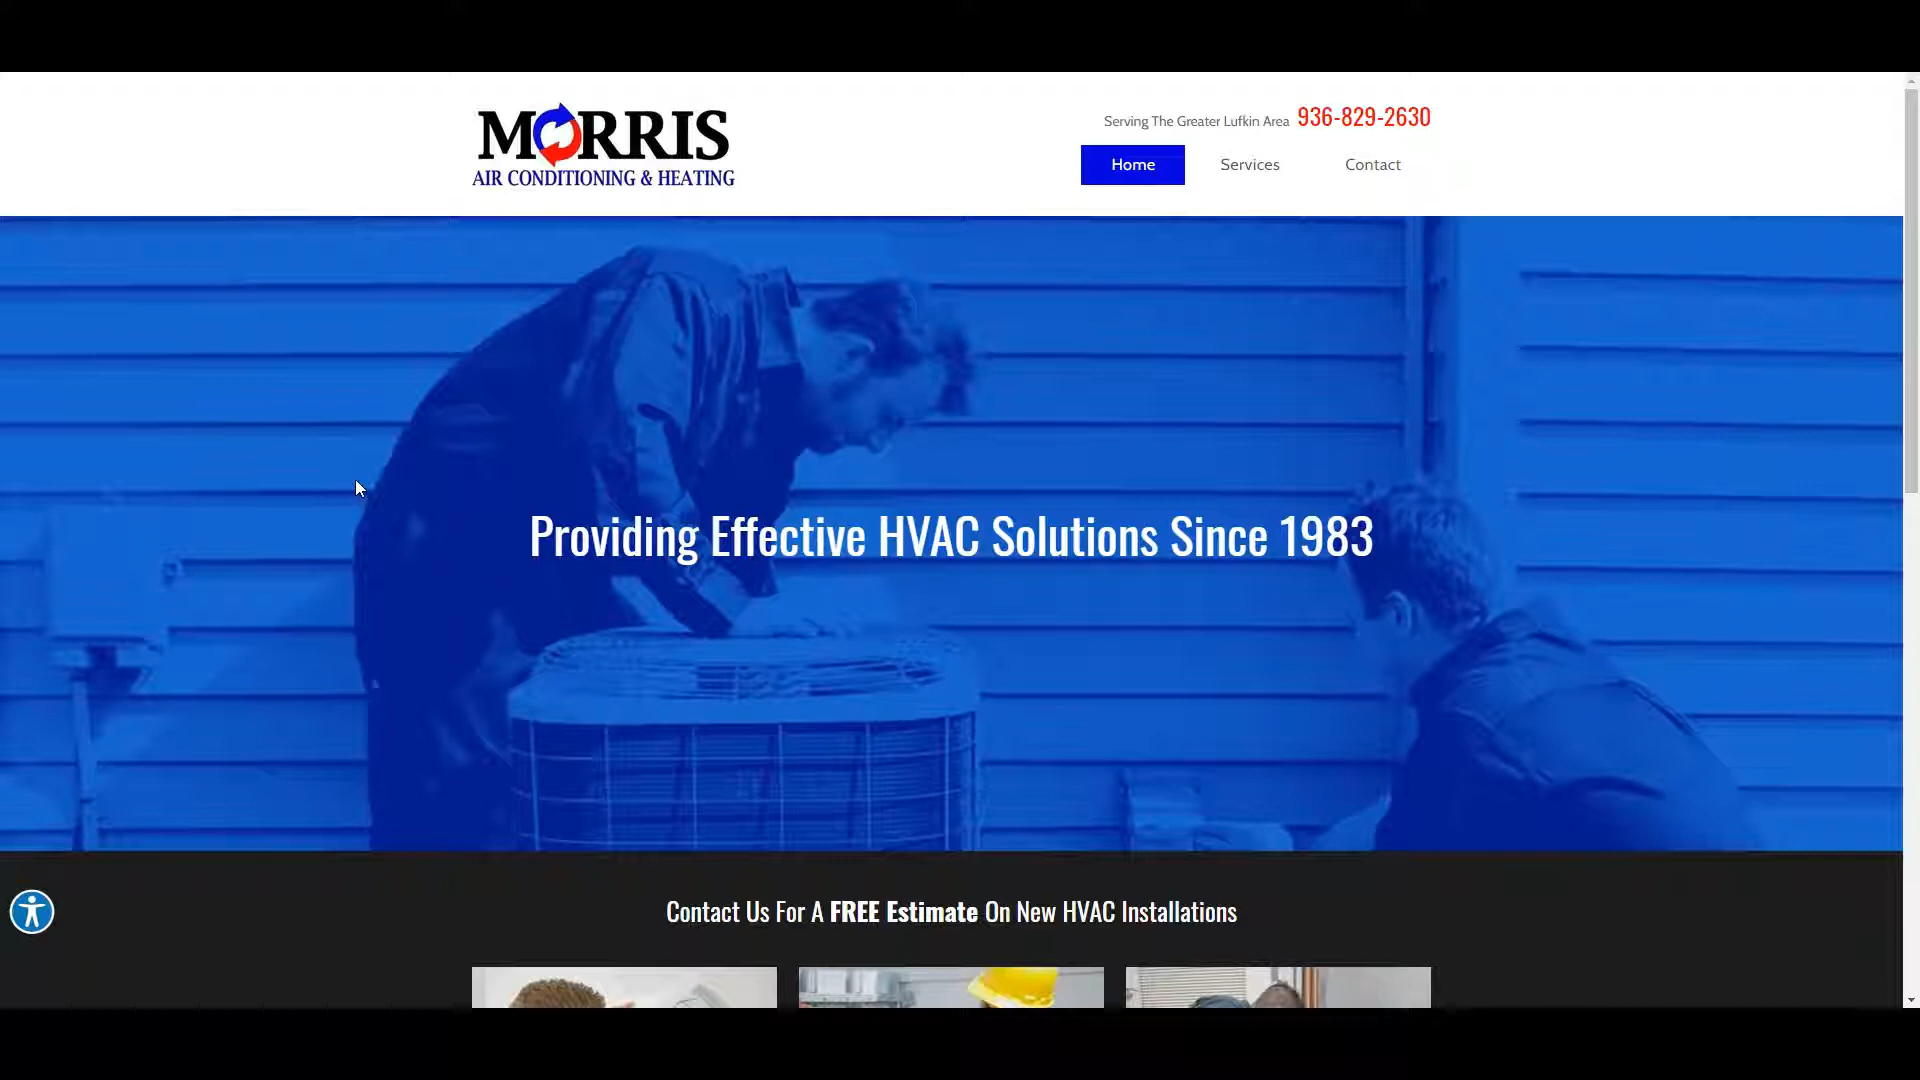 MORRIS
AIR CONDITIONING & HEATING
Serving The Greater Lufkin Area 936-829-2630
Home Services Contact
Providing Effective HVAC Solutions Since 1983
Contact Us For A FREE Estimate On New HVAC Installations